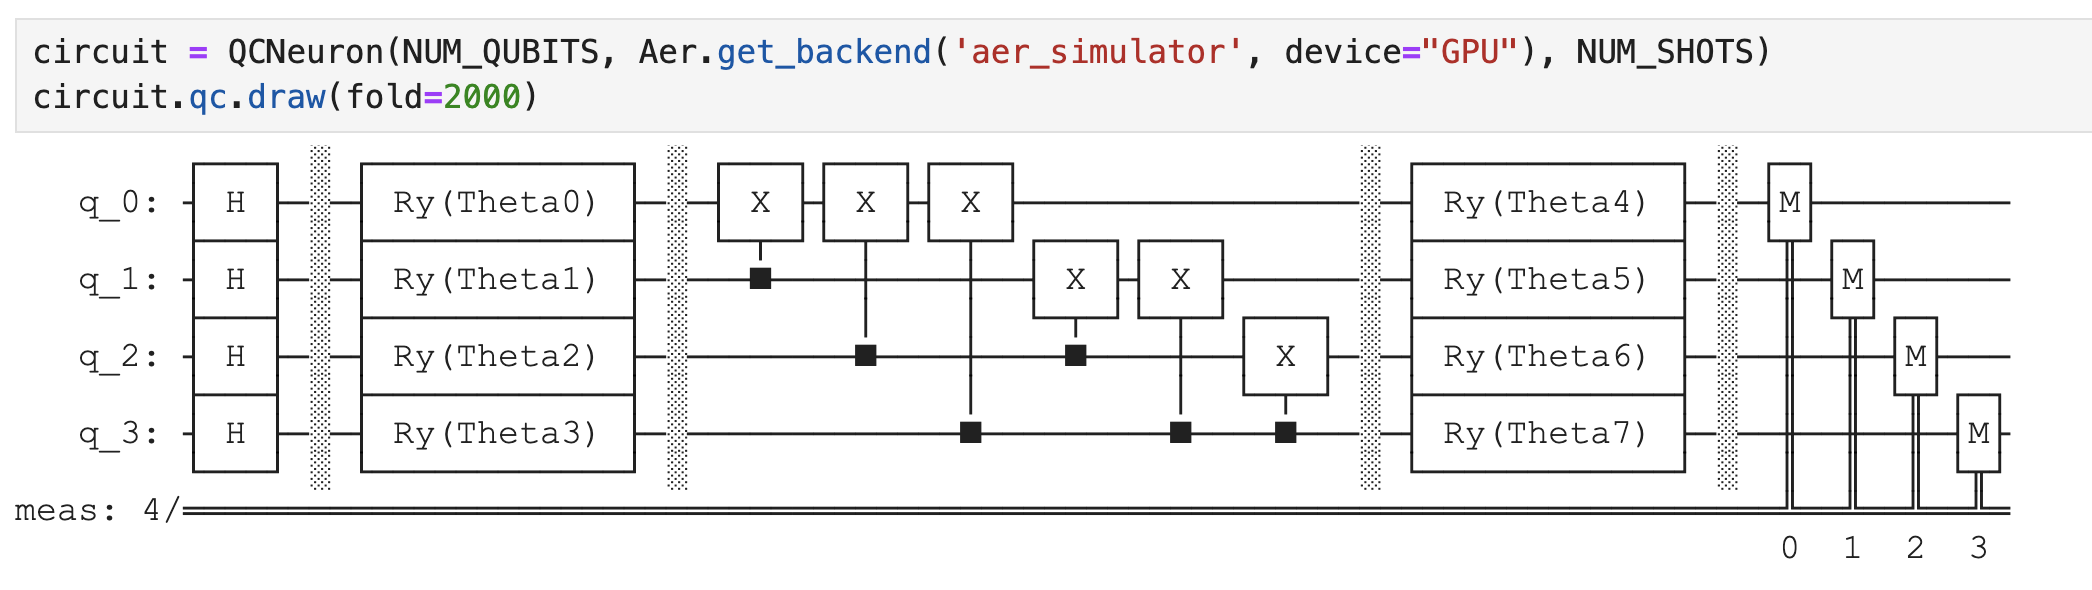 circuit = QCNeuron(NUM_QUBITS, Aer.get_backend('aer_simulator', device="GPU"), NUM_SHOTS)
circuit.qc.draw(fold=2000)
q_0: H Ry(Theta0) X X X Ry(Theta4) M
q_1: H Ry(Theta1) X X Ry(Theta5) M
q_2: H Ry(Theta2) X Ry(Theta6) M
q_3: H Ry(Theta3) Ry(Theta7) M
meas: 4/
0 1 2 3